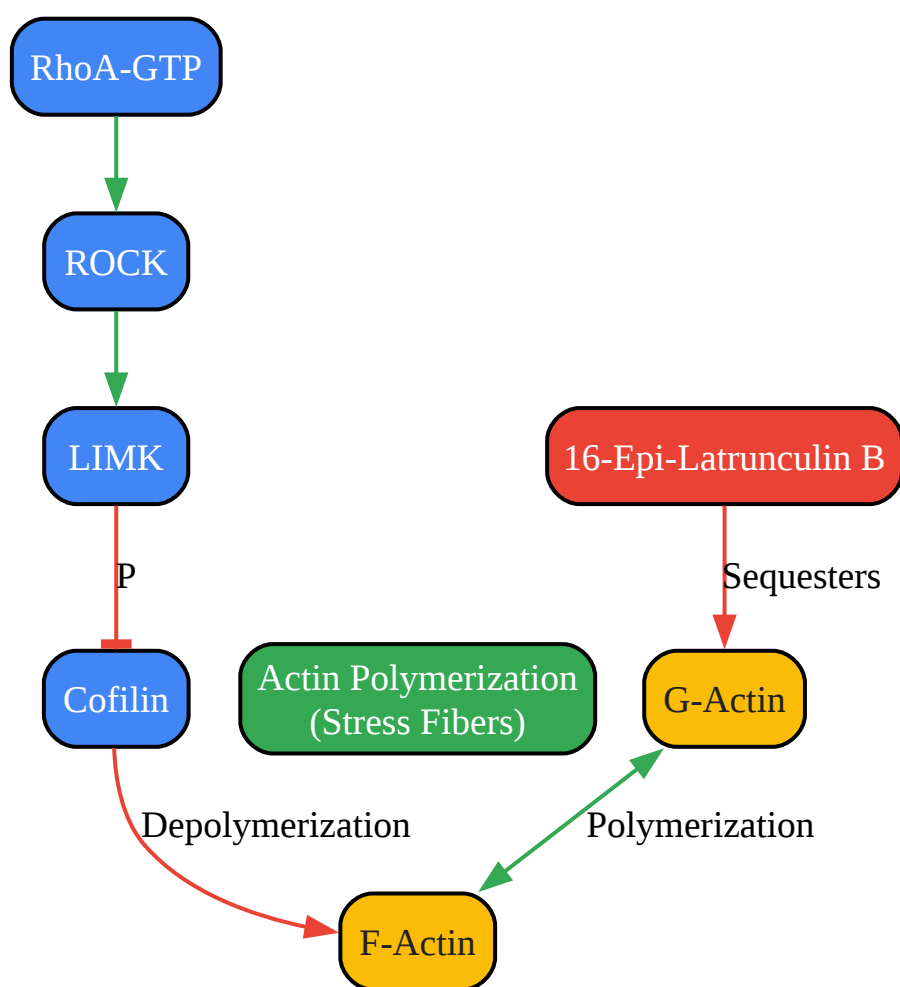 RhoA-GTP
ROCK
LIMK
16-Epi-Latrunculin B
P
Sequesters
Cofilin
Actin Polymerization
(Stress Fibers)
G-Actin
Depolymerization
Polymerization
F-Actin